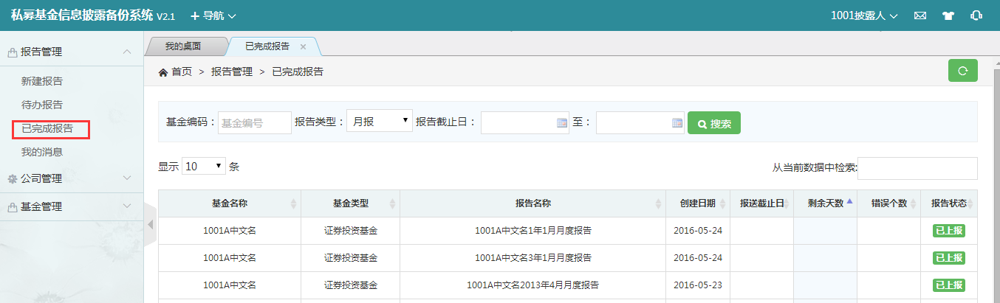 私募基金信息披露备份系统 V2.1 导航 1001披露人
报告管理
新建报告
待办报告
已完成报告
我的消息
公司管理
基金管理
我的桌面 已完成报告 ×
首页 > 报告管理 > 已完成报告
基金编码：基金编号 报告类型：月报 报告截止日： 至： 搜索
显示 10 条 从当前数据中检索:
基金名称 基金类型 报告名称 创建日期 报送截止日 剩余天数 错误个数 报告状态
1001A中文名 证券投资基金 1001A中文名1年1月月度报告 2016-05-24 已上报
1001A中文名 证券投资基金 1001A中文名3年1月月度报告 2016-05-24 已上报
1001A中文名 证券投资基金 1001A中文名2013年4月月度报告 2016-05-23 已上报